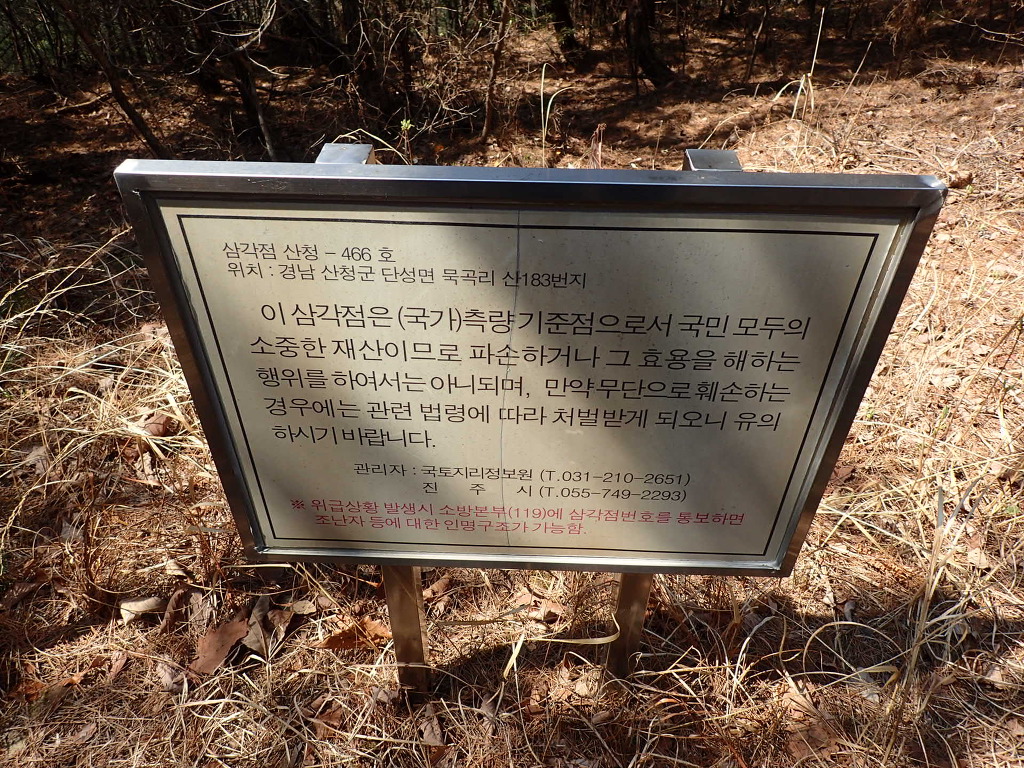 삼각점 산청 - 466 호
위치 : 경남 산청군 단성면 묵곡리 산183번지
이 삼각점은 (국가)측량 기준점으로서 국민 모두의
소중한 재산이므로 파손하거나 그 효용을 해하는
행위를 하여서는 아니되며, 만약 무단으로 훼손하는
경우에는 관련 법령에 따라 처벌받게 되오니 유의
하시기 바랍니다.
관리자 : 국토지리정보원 (T.031-210-2651)
진 주 시 (T.055-749-2293)
※ 위급상황 발생시 소방본부(119)에 삼각점번호를 통보하면
조난자 등에 대한 인명구조가 가능함.